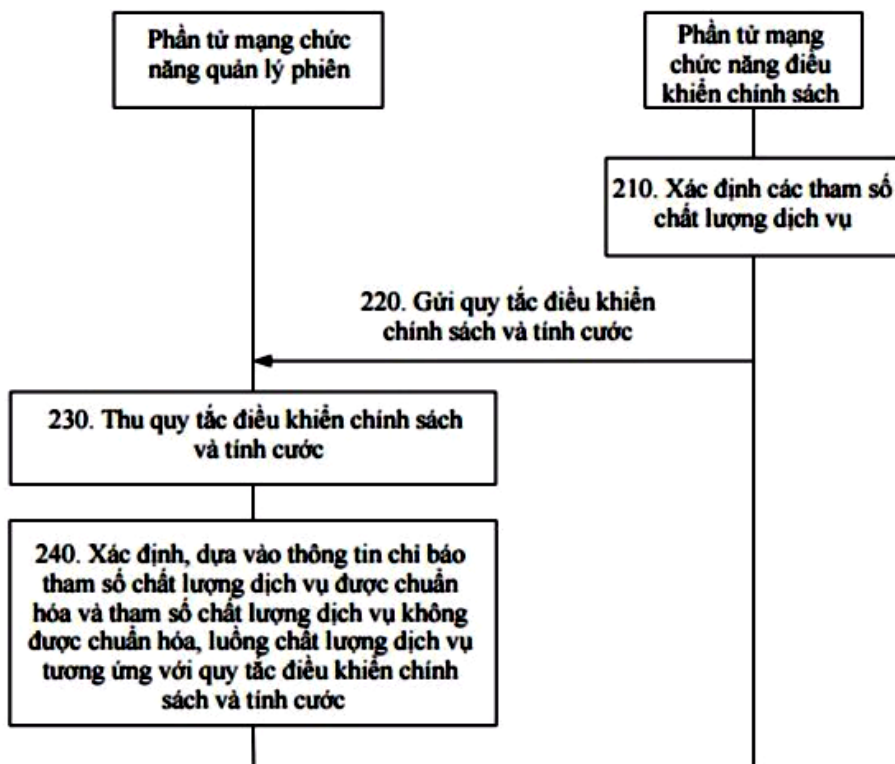 Phần tử mạng chức
năng quản lý phiên
Phần tử mạng
chức năng điều
khiển chính sách
210. Xác định các tham số
chất lượng dịch vụ
220. Gửi quy tắc điều khiển
chính sách và tính cước
230. Thu quy tắc điều khiển chính sách
và tính cước
240. Xác định, dựa vào thông tin chỉ báo
tham số chất lượng dịch vụ được chuẩn
hóa và tham số chất lượng dịch vụ không
được chuẩn hóa, luồng chất lượng dịch vụ
tương ứng với quy tắc điều khiển chính
sách và tính cước